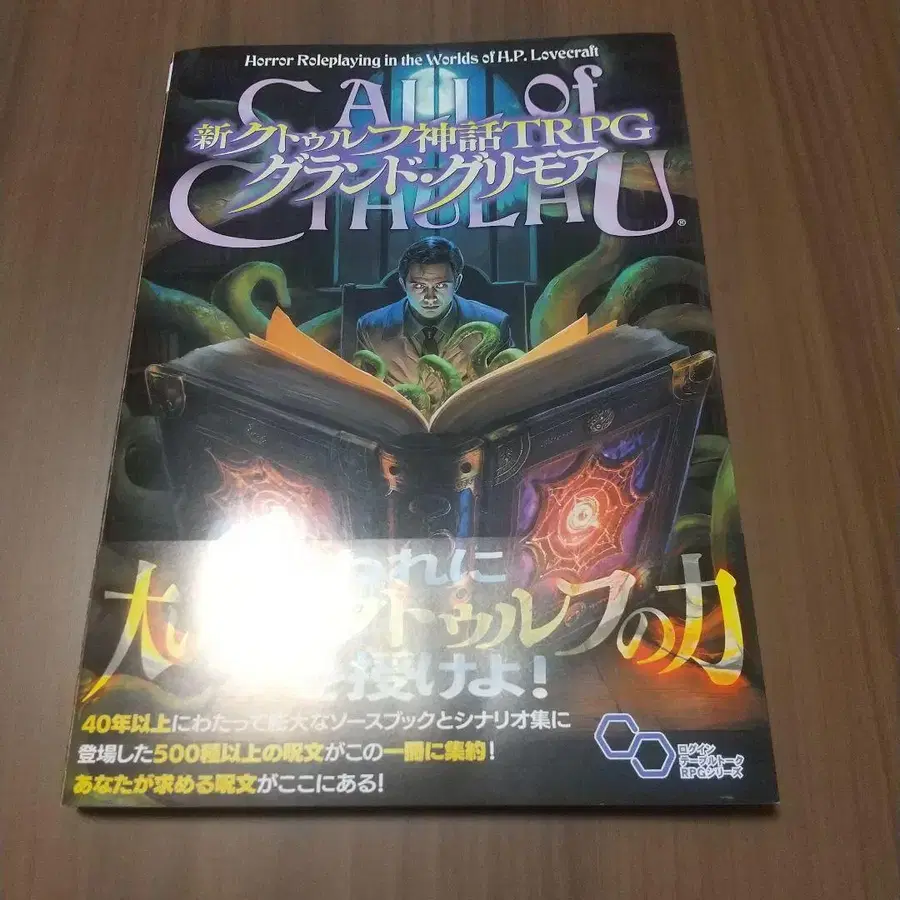 Horror Roleplaying in the Worlds of H.P. Lovecraft
CALL of
新クトゥルフ神話TRPG
グランド・グリモア
CTHULHU®
われに
大いなるクトゥルフの力
を授けよ!
40年以上にわたって膨大なソースブックとシナリオ集に
登場した500種以上の呪文がこの一冊に集約!
あなたが求める呪文がここにある!
ログイン
テーブルトーク
RPGシリーズ